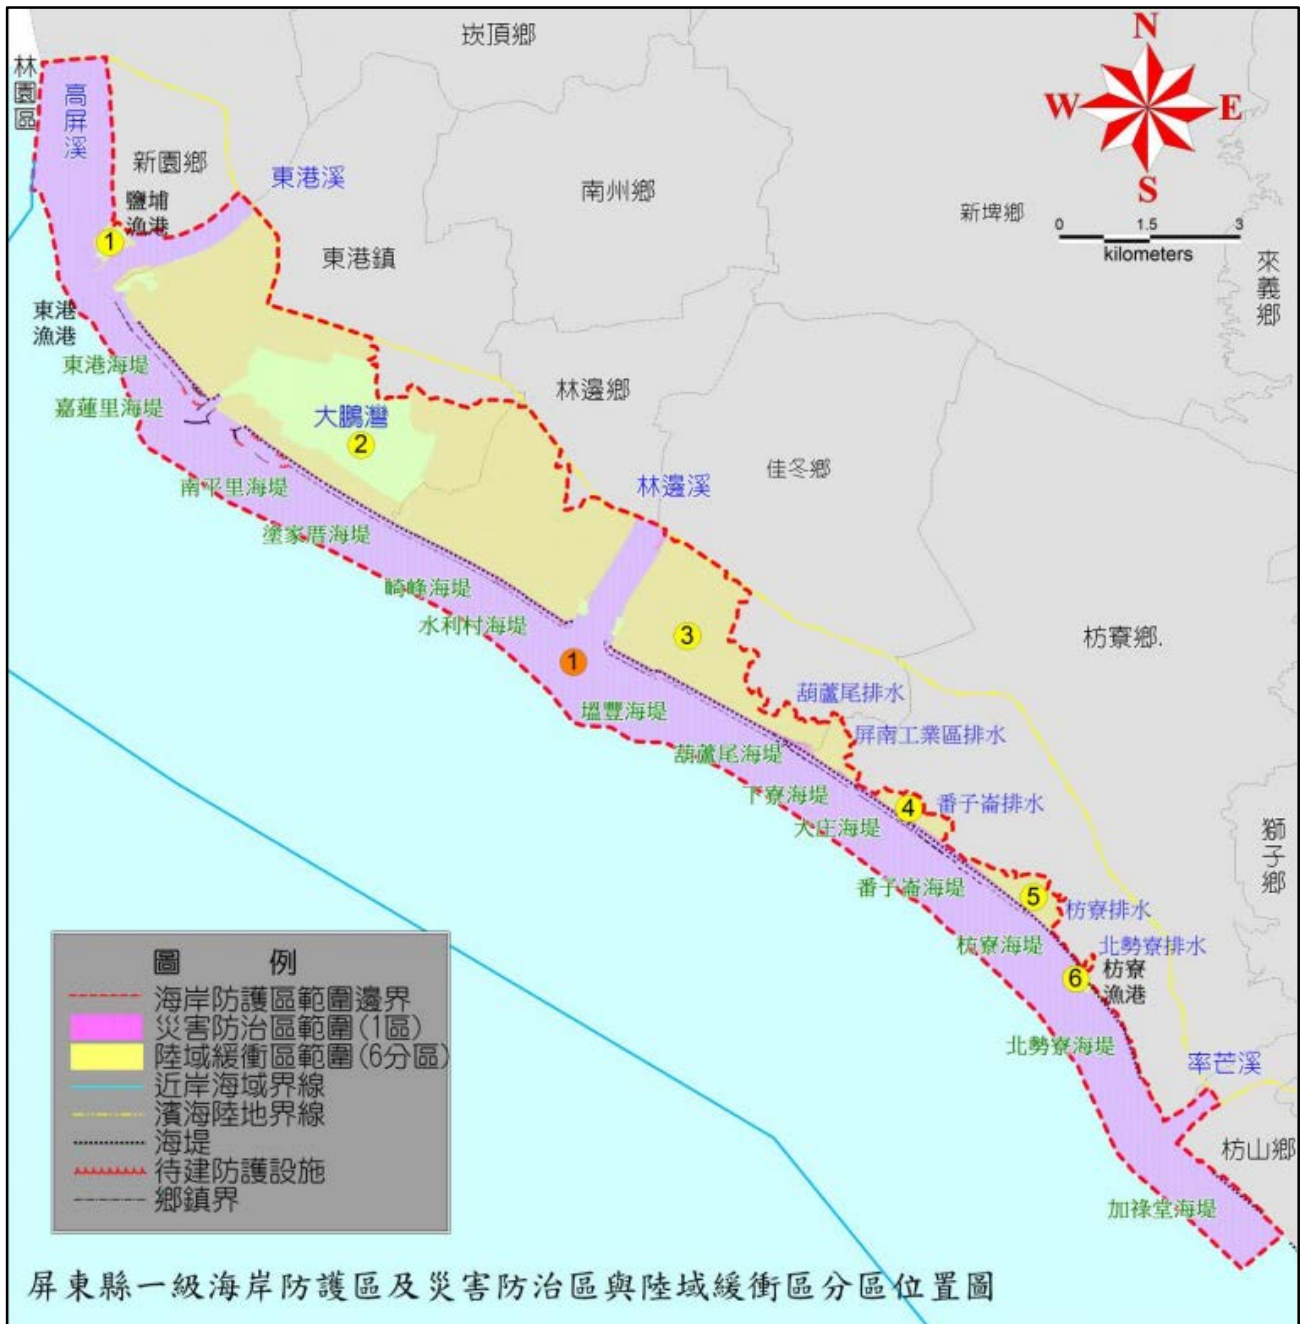 崁頂鄉
N
W
E
S
0 1.5 3
kilometers
林園區
高屏溪
新園鄉
東港溪
南州鄉
新埤鄉
來義鄉
鹽埔
漁港
1
東港鎮
東港
漁港
東港海堤
嘉蓮里海堤
大鵬灣
2
林邊鄉
佳冬鄉
南平里海堤
林邊溪
塗家厝海堤
崎峰海堤
水利村海堤
1
3
枋寮鄉.
塭豐海堤
葫蘆尾排水
屏南工業區排水
葫蘆尾海堤
下寮海堤
4
番子崙排水
大庄海堤
獅子鄉
番子崙海堤
5
枋寮排水
枋寮海堤
北勢寮排水
6
枋寮
漁港
北勢寮海堤
率芒溪
枋山鄉
加祿堂海堤
圖 例
海岸防護區範圍邊界
災害防治區範圍(1區)
陸域緩衝區範圍(6分區)
近岸海域界線
濱海陸地界線
海堤
待建防護設施
鄉鎮界
屏東縣一級海岸防護區及災害防治區與陸域緩衝區分區位置圖